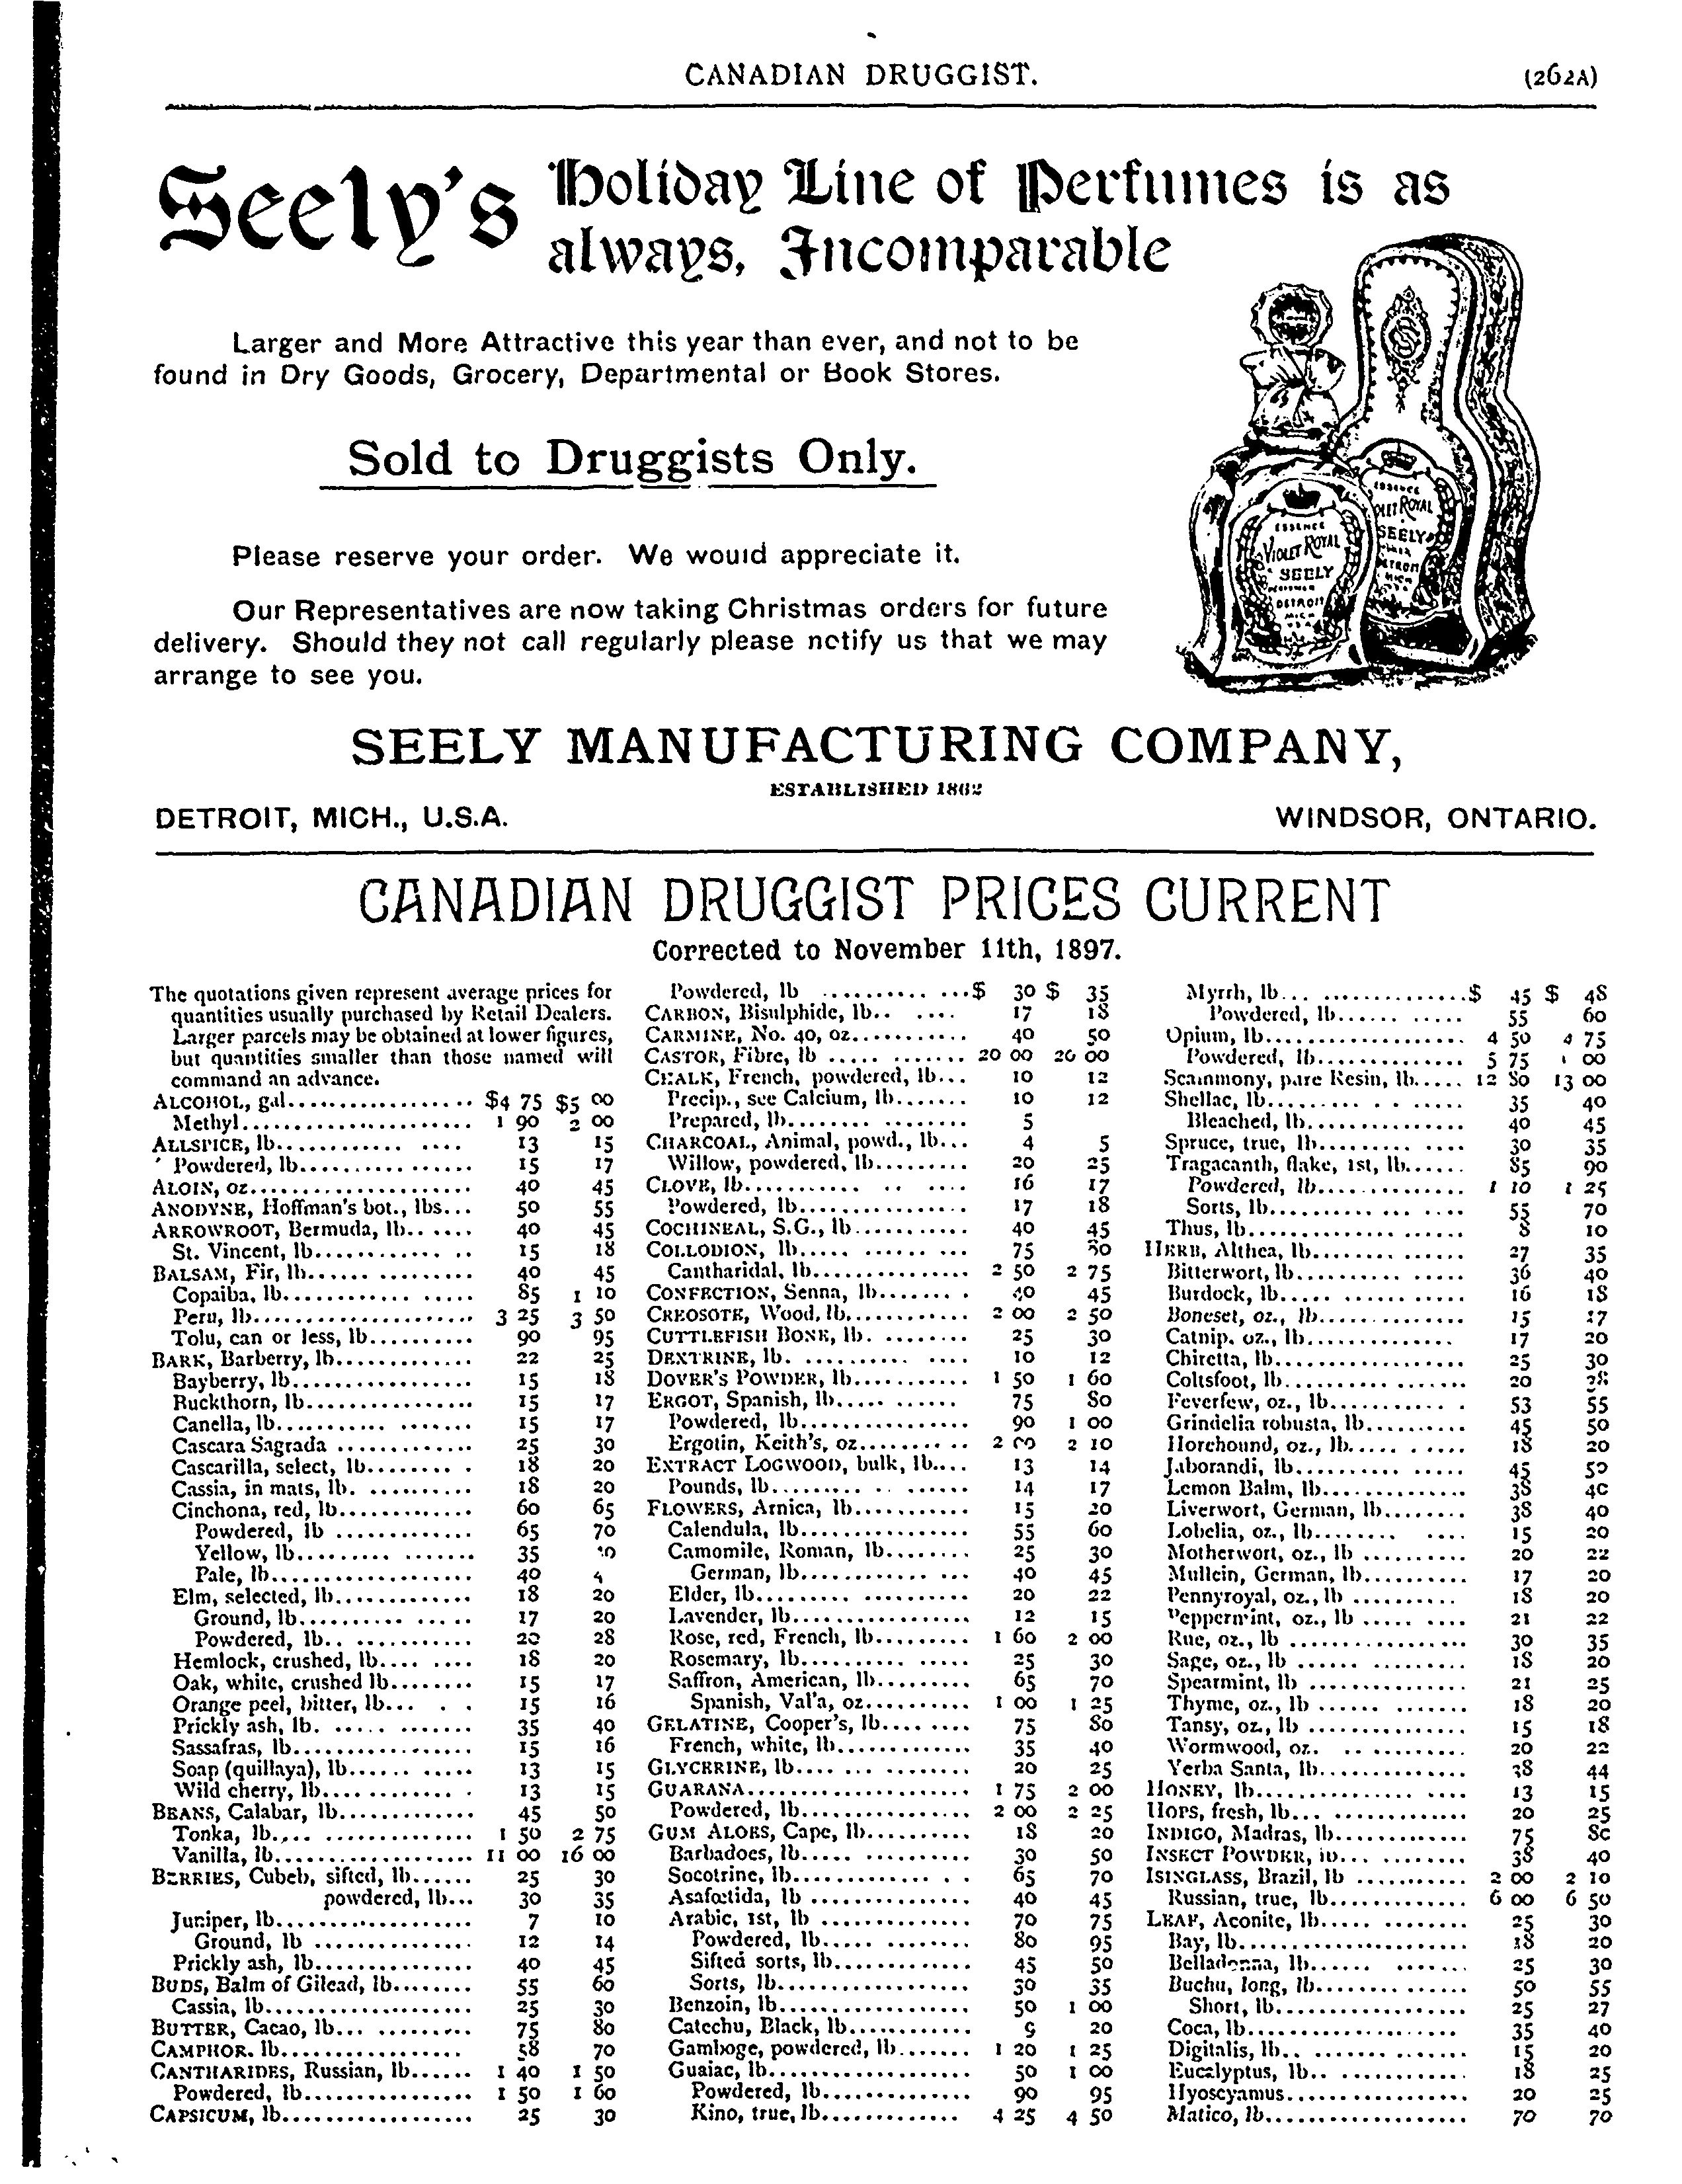 CANADIAN DRUGGIST. (262A)
Seely's Holiday Line of Perfumes is as
always, Incomparable
Larger and More Attractive this year than ever, and not to be
found in Dry Goods, Grocery, Departmental or Book Stores.
Sold to Druggists Only.
Please reserve your order. We would appreciate it.
Our Representatives are now taking Christmas orders for future
delivery. Should they not call regularly please notify us that we may
arrange to see you.
ESSENCE
VIOLET ROYAL
SEELY
DETROIT
MICH
ESSENCE
ROYAL
SEELY
MICH
SEELY MANUFACTURING COMPANY,
ESTABLISHED 1862
DETROIT, MICH., U.S.A. WINDSOR, ONTARIO.
CANADIAN DRUGGIST PRICES CURRENT
Corrected to November 11th, 1897.
The quotations given represent average prices for
quantities usually purchased by Retail Dealers.
Larger parcels may be obtained at lower figures,
but quantities smaller than those named will
command an advance.
ALCOHOL, gal.................. $4 75 $5 00
Methyl....................... 1 90 2 00
ALLSPICE, lb............ .... 13 15
Powdered, lb................. 15 17
ALOIN, oz...................... 40 45
ANODYNE, Hoffman's bot., lbs... 50 55
ARROWROOT, Bermuda, lb.. ..... 40 45
St. Vincent, lb............ .. 15 18
BALSAM, Fir, lb...... ......... 40 45
Copaiba, lb............. ..... 85 1 10
Peru, lb...................... 3 25 3 50
Tolu, can or less, lb.......... 90 95
BARK, Barberry, lb............. 22 25
Bayberry, lb.................. 15 18
Buckthorn, lb................ 15 17
Canella, lb........... ....... 15 17
Cascara Sagrada ............. 25 30
Cascarilla, select, lb........ . 18 20
Cassia, in mats, lb. ........... 18 20
Cinchona, red, lb............. 60 65
Powdered, lb ............. 65 70
Yellow, lb......... ....... 35
Pale, lb.................... 40
Elm, selected, lb............. 18 20
Ground, lb.......... ..... 17 20
Powdered, lb.. ........... 20 28
Hemlock, crushed, lb.... .... 18 20
Oak, white, crushed lb........ 15 17
Orange peel, bitter, lb... . . 15 16
Prickly ash, lb. ..... ....... 35 40
Sassafras, lb.................. 15 16
Soap (quillaya), lb...... ..... 13 15
Wild cherry, lb........... . 13 15
BEANS, Calabar, lb............. 45 50
Tonka, lb.... ............... 1 50 2 75
Vanilla, lb.................... 11 00 16 00
BERRIES, Cubeb, sifted, lb...... 25 30
powdered, lb... 30 35
Juniper, lb.................... 7 10
Ground, lb ................ 12 14
Prickly ash, lb................ 40 45
BUDS, Balm of Gilead, lb........ 55 60
Cassia, lb..................... 25 30
BUTTER, Cacao, lb... ......... 75 80
CAMPHOR. lb.................. 58 70
CANTHARIDES, Russian, lb...... 1 40 1 50
Powdered, lb................. 1 50 1 60
CAPSICUM, lb................... 25 30
Powdered, lb .......... ...$ 30 $ 35
CARBON, Bisulphide, lb.. .... 17 18
CARMINE, No. 40, oz........... 40 50
CASTOR, Fibre, lb ..... ....... 20 00 20 00
CHALK, French, powdered, lb... 10 12
Precip., see Calcium, lb....... 10 12
Prepared, lb......... ........ 5
CHARCOAL, Animal, powd., lb... 4 5
Willow, powdered, lb......... 20 25
CLOVE, lb........... .. .... 16 17
Powdered, lb................. 17 18
COCHINEAL, S.G., lb........... 40 45
COLLODION, lb..... ...... ... 75 80
Cantharidal, lb............... 2 50 2 75
CONFECTION, Senna, lb....... . 40 45
CREOSOTE, Wood, lb............ 2 00 2 50
CUTTLEFISH BONE, lb. ........ 25 30
DEXTRINE, lb. .......... .... 10 12
DOVER'S POWDER, lb........... 1 50 1 60
ERGOT, Spanish, lb..... ...... 75 80
Powdered, lb................. 90 1 00
Ergotin, Keith's, oz.......... 2 00 2 10
EXTRACT LOGWOOD, bulk, lb.... 13 14
Pounds, lb......... .. ...... 14 17
FLOWERS, Arnica, lb........... 15 20
Calendula, lb................. 55 60
Camomile, Roman, lb........ 25 30
German, lb............ ... 40 45
Elder, lb........... ......... 20 22
Lavender, lb.................. 12 15
Rose, red, French, lb......... 1 60 2 00
Rosemary, lb.......... ..... 25 30
Saffron, American, lb......... 65 70
Spanish, Val'a, oz.......... 1 00 1 25
GELATINE, Cooper's, lb.... .... 75 80
French, white, lb............. 35 40
GLYCERINE, lb.... ... ........ 20 25
GUARANA...................... 1 75 2 00
Powdered, lb................. 2 00 2 25
GUM ALOES, Cape, lb.......... 18 20
Barbadoes, lb..... .......... 30 50
Socotrine, lb............. . . 65 70
Asafœtida, lb ............... 40 45
Arabic, 1st, lb .............. 70 75
Powdered, lb..... ........ 80 95
Sifted sorts, lb.............. 45 50
Sorts, lb................... 30 35
Benzoin, lb................... 50 1 00
Catechu, Black, lb............ 9 20
Gamboge, powdered, lb....... 1 20 1 25
Guaiac, lb.................... 50 1 00
Powdered, lb.............. 90 95
Kino, true, lb............. 4 25 4 50
Myrrh, lb... ..............$ 45 $ 48
Powdered, lb...... ..... 55 60
Opium, lb.................... 4 50 4 75
Powdered, lb.............. 5 75 00
Scammony, pure Resin, lb..... 12 80 13 00
Shellac, lb......... . . ...... 35 40
Bleached, lb............... 40 45
Spruce, true, lb.............. 30 35
Tragacanth, flake, 1st, lb...... 85 90
Powdered, lb.............. 1 10 1 25
Sorts, lb............. .. .... 55 70
Thus, lb..................... 8 10
HERB, Althea, lb........ ...... 27 35
Bitterwort, lb................ 36 40
Burdock, lb..... ............ 16 18
Boneset, oz., lb.............. 15 17
Catnip. oz., lb.............. 17 20
Chiretta, lb.................. 25 30
Coltsfoot, lb.......... ....... 20 28
Feverfew, oz., lb........... . 53 55
Grindelia robusta, lb.......... 45 50
Horehound, oz., lb..... ..... 18 20
Jaborandi, lb.......... ..... 45 50
Lemon Balm, lb.............. 38 40
Liverwort, German, lb........ 38 40
Lobelia, oz., lb........ .... 15 20
Motherwort, oz., lb .......... 20 22
Mullein, German, lb.......... 17 20
Pennyroyal, oz., lb .......... 18 20
Peppermint, oz., lb ..... .... 21 22
Rue, oz., lb ................ 30 35
Sage, oz., lb ...... ......... 18 20
Spearmint, lb ...... ........ 21 25
Thyme, oz., lb ...... ....... 18 20
Tansy, oz., lb ............... 15 18
Wormwood, oz. .. .......... 20 22
Yerba Santa, lb.............. 38 44
HONEY, lb............... .... 13 15
HOPS, fresh, lb... ............ 20 25
INDIGO, Madras, lb............ 75 80
INSECT POWDER, lb... ........ 38 40
ISINGLASS, Brazil, lb ........... 2 00 2 10
Russian, true, lb............. 6 00 6 50
LEAF, Aconite, lb..... ........ 25 30
Bay, lb....................... 18 20
Belladonna, lb...... ....... 25 30
Buchu, long, lb........ ...... 50 55
Short, lb................... 25 27
Coca, lb..................... 35 40
Digitalis, lb.. ....... ....... 15 20
Eucalyptus, lb.. ............ 18 25
Hyoscyamus.................. 20 25
Matico, lb.................... 70 70